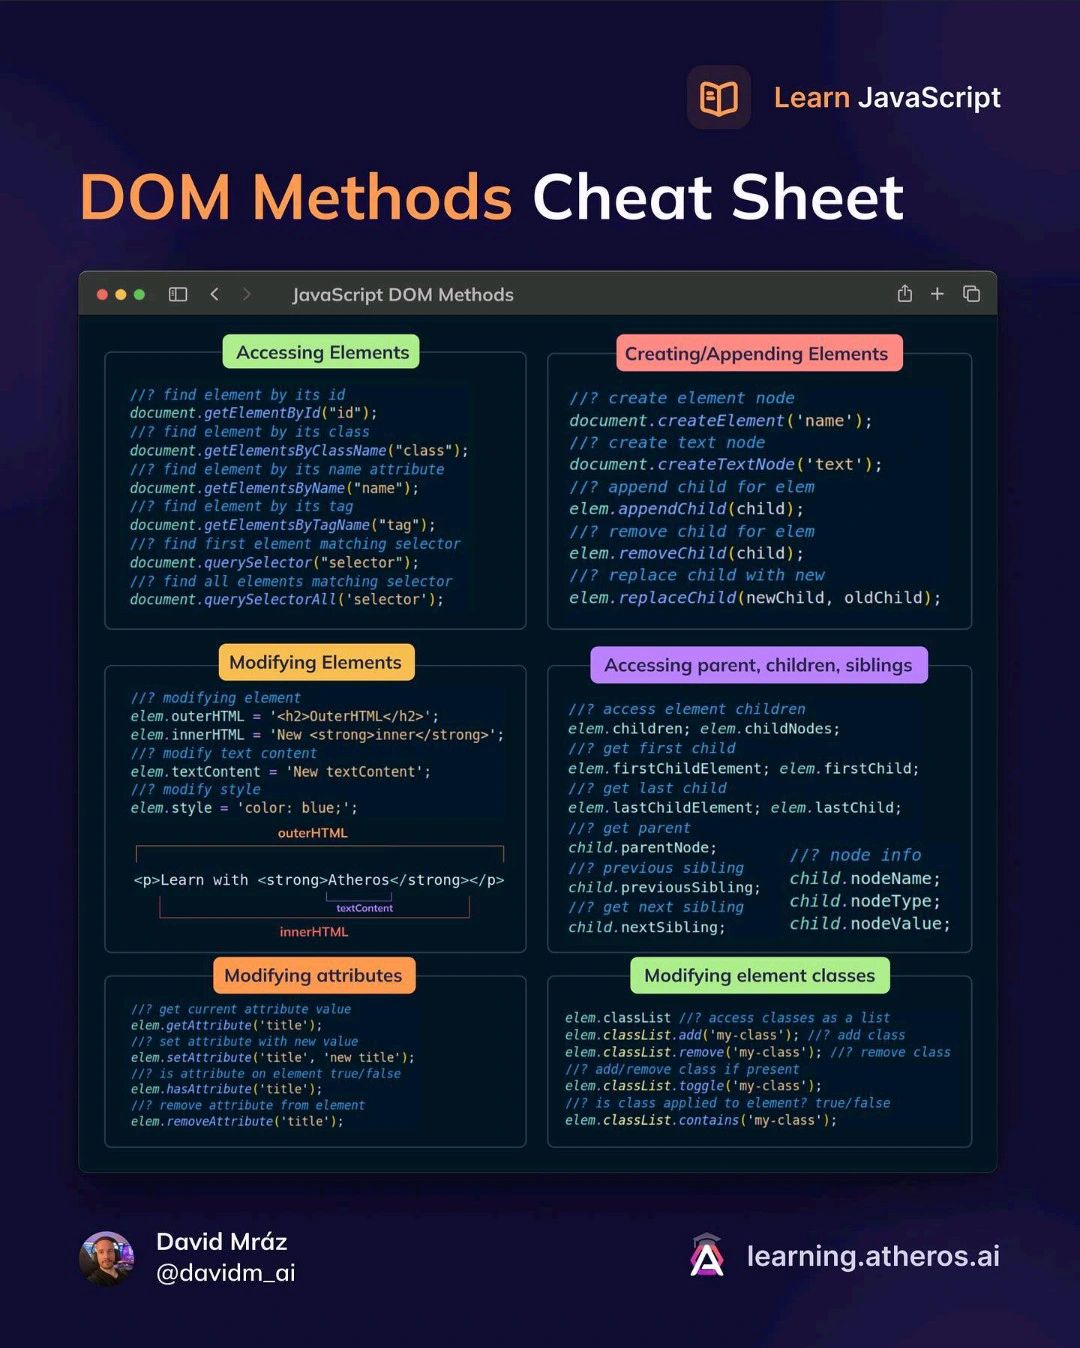 Learn JavaScript
DOM Methods Cheat Sheet
JavaScript DOM Methods
Accessing Elements
//? find element by its id
document.getElementById("id");
//? find element by its class
document.getElementsByClassName("class");
//? find element by its name attribute
document.getElementsByName("name");
//? find element by its tag
document.getElementsByTagName("tag");
//? find first element matching selector
document.querySelector("selector");
//? find all elements matching selector
document.querySelectorAll('selector');
Creating/Appending Elements
//? create element node
document.createElement('name');
//? create text node
document.createTextNode('text');
//? append child for elem
elem.appendChild(child);
//? remove child for elem
elem.removeChild(child);
//? replace child with new
elem.replaceChild(newChild, oldChild);
Modifying Elements
//? modifying element
elem.outerHTML = '<h2>OuterHTML</h2>';
elem.innerHTML = 'New <strong>inner</strong>';
//? modify text content
elem.textContent = 'New textContent';
//? modify style
elem.style = 'color: blue;';
outerHTML
<p>Learn with <strong>Atheros</strong></p>
textContent
innerHTML
Accessing parent, children, siblings
//? access element children
elem.children; elem.childNodes;
//? get first child
elem.firstChildElement; elem.firstChild;
//? get last child
elem.lastChildElement; elem.lastChild;
//? get parent
child.parentNode;
//? previous sibling
child.previousSibling;
//? get next sibling
child.nextSibling;
//? node info
child.nodeName;
child.nodeType;
child.nodeValue;
Modifying attributes
//? get current attribute value
elem.getAttribute('title');
//? set attribute with new value
elem.setAttribute('title', 'new title');
//? is attribute on element true/false
elem.hasAttribute('title');
//? remove attribute from element
elem.removeAttribute('title');
Modifying element classes
elem.classList //? access classes as a list
elem.classList.add('my-class'); //? add class
elem.classList.remove('my-class'); //? remove class
//? add/remove class if present
elem.classList.toggle('my-class');
//? is class applied to element? true/false
elem.classList.contains('my-class');
David Mráz
@davidm_ai
learning.atheros.ai